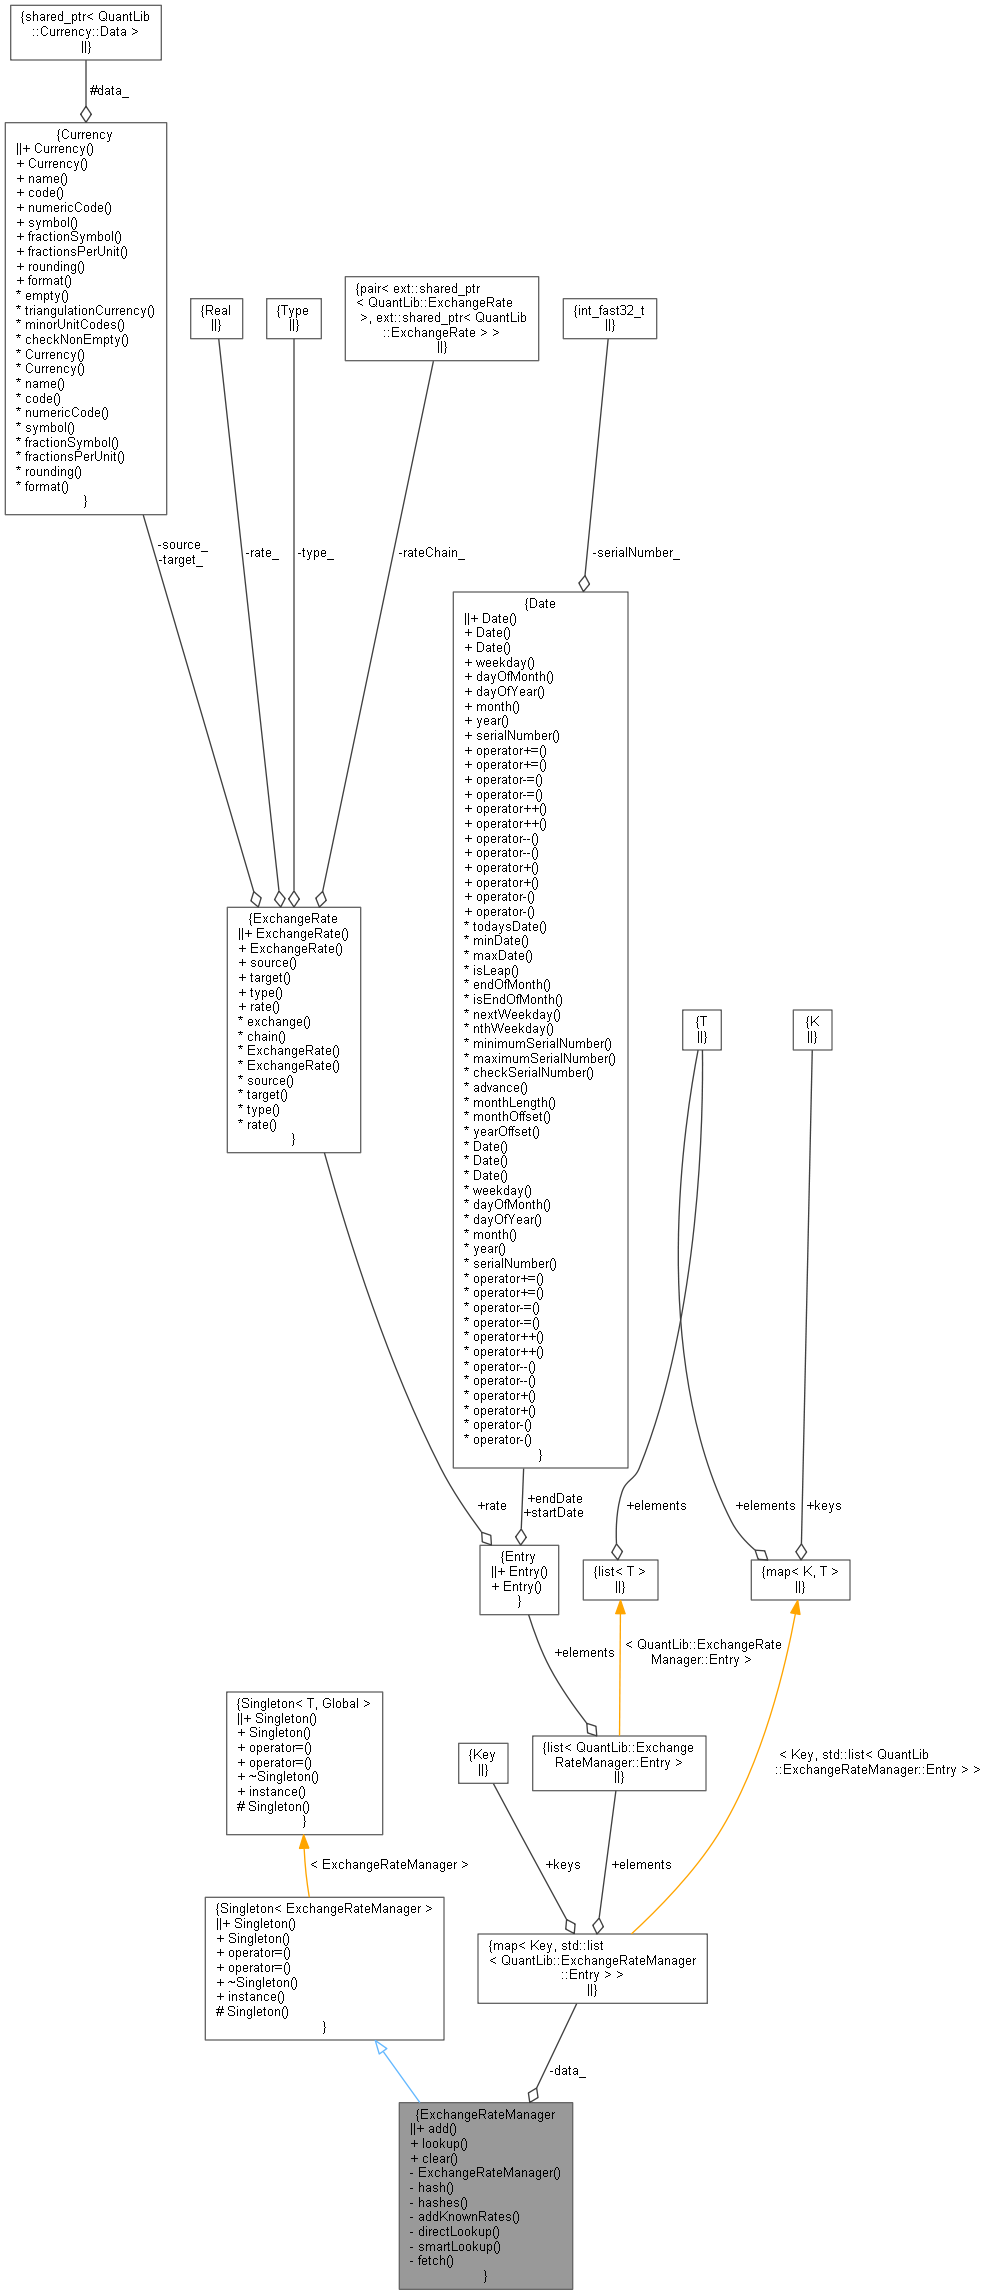 {shared_ptr< QuantLib
::Currency::Data >
||}
#data_
{Currency
||+ Currency()
+ Currency()
+ name()
+ code()
+ numericCode()
+ symbol()
+ fractionSymbol()
+ fractionsPerUnit()
+ rounding()
+ format()
* empty()
* triangulationCurrency()
* minorUnitCodes()
* checkNonEmpty()
* Currency()
* Currency()
* name()
* code()
* numericCode()
* symbol()
* fractionSymbol()
* fractionsPerUnit()
* rounding()
* format()
}
{Real
||}
{Type
||}
{pair< ext::shared_ptr
< QuantLib::ExchangeRate
>, ext::shared_ptr< QuantLib
::ExchangeRate > >
||}
{int_fast32_t
||}
-source_
-target_
-rate_
-type_
-rateChain_
-serialNumber_
{Date
||+ Date()
+ Date()
+ Date()
+ weekday()
+ dayOfMonth()
+ dayOfYear()
+ month()
+ year()
+ serialNumber()
+ operator+=()
+ operator+=()
+ operator-=()
+ operator-=()
+ operator++()
+ operator++()
+ operator--()
+ operator--()
+ operator+()
+ operator+()
+ operator-()
+ operator-()
* todaysDate()
* minDate()
* maxDate()
* isLeap()
* endOfMonth()
* isEndOfMonth()
* nextWeekday()
* nthWeekday()
* minimumSerialNumber()
* maximumSerialNumber()
* checkSerialNumber()
* advance()
* monthLength()
* monthOffset()
* yearOffset()
* Date()
* Date()
* Date()
* weekday()
* dayOfMonth()
* dayOfYear()
* month()
* year()
* serialNumber()
* operator+=()
* operator+=()
* operator-=()
* operator-=()
* operator++()
* operator++()
* operator--()
* operator--()
* operator+()
* operator+()
* operator-()
* operator-()
}
{ExchangeRate
||+ ExchangeRate()
+ ExchangeRate()
+ source()
+ target()
+ type()
+ rate()
* exchange()
* chain()
* ExchangeRate()
* ExchangeRate()
* source()
* target()
* type()
* rate()
}
{T
||}
{K
||}
+rate
+endDate
+startDate
+elements
+elements
+keys
{Entry
||+ Entry()
+ Entry()
}
{list< T >
||}
{map< K, T >
||}
+elements
< QuantLib::ExchangeRate
Manager::Entry >
{Singleton< T, Global >
||+ Singleton()
+ Singleton()
+ operator=()
+ operator=()
+ ~Singleton()
+ instance()
# Singleton()
}
{Key
||}
{list< QuantLib::Exchange
RateManager::Entry >
||}
< Key, std::list< QuantLib
::ExchangeRateManager::Entry > >
< ExchangeRateManager >
+keys
+elements
{Singleton< ExchangeRateManager >
||+ Singleton()
+ Singleton()
+ operator=()
+ operator=()
+ ~Singleton()
+ instance()
# Singleton()
}
{map< Key, std::list
< QuantLib::ExchangeRateManager
::Entry > >
||}
-data_
{ExchangeRateManager
||+ add()
+ lookup()
+ clear()
- ExchangeRateManager()
- hash()
- hashes()
- addKnownRates()
- directLookup()
- smartLookup()
- fetch()
}